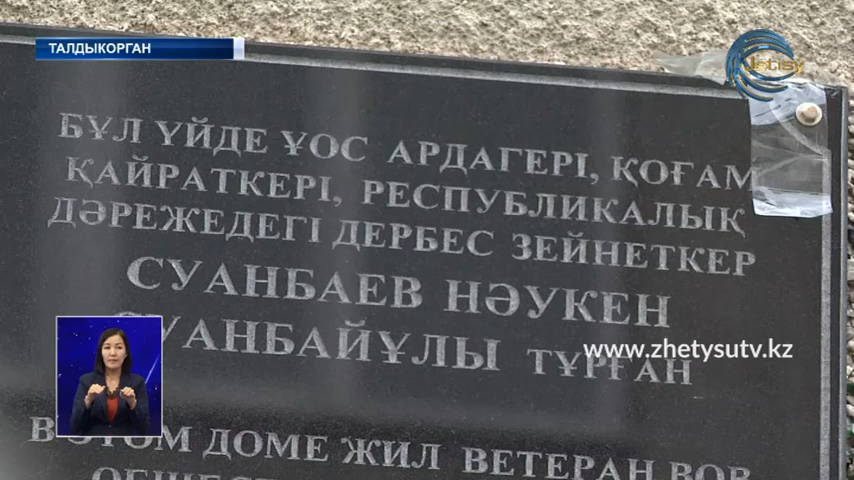 ТАЛДЫКОРГАН
Jetisy
БҰЛ ҮЙДЕ ҰОС АРДАГЕРІ, ҚОҒАМ
ҚАЙРАТКЕРІ, РЕСПУБЛИКАЛЫҚ
ДӘРЕЖЕДЕГІ ДЕРБЕС ЗЕЙНЕТКЕР
СУАНБАЕВ НӘУКЕН
СУАНБАЙҰЛЫ ТҰРҒАН
www.zhetysutv.kz
В ЭТОМ ДОМЕ ЖИЛ ВЕТЕРАН ВОВ